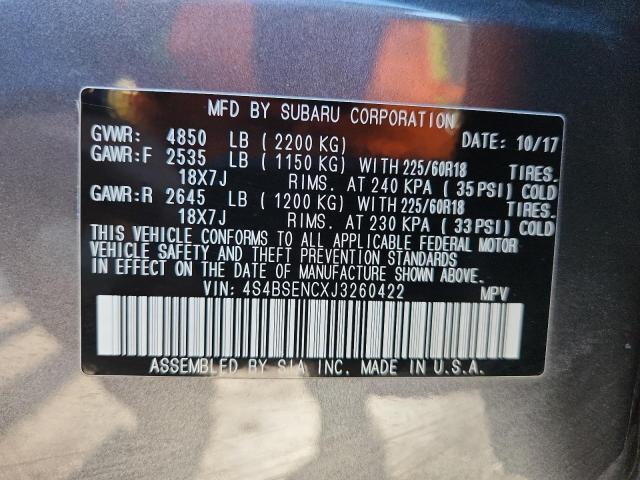 MFD BY SUBARU CORPORATION
GVWR: 4850 LB ( 2200 KG) DATE: 10/17
GAWR:F 2535 LB ( 1150 KG) WITH 225/60R18 TIRES.
18X7J RIMS. AT 240 KPA ( 35 PSI) COLD
GAWR:R 2645 LB ( 1200 KG) WITH 225/60R18 TIRES.
18X7J RIMS. AT 230 KPA ( 33 PSI) COLD
THIS VEHICLE CONFORMS TO ALL APPLICABLE FEDERAL MOTOR
VEHICLE SAFETY AND THEFT PREVENTION STANDARDS
IN EFFECT ON THE DATE OF MANUFACTURE SHOWN ABOVE.
VIN: 4S4BSENCXJ3260422 MPV
ASSEMBLED BY SIA INC. MADE IN U.S.A.